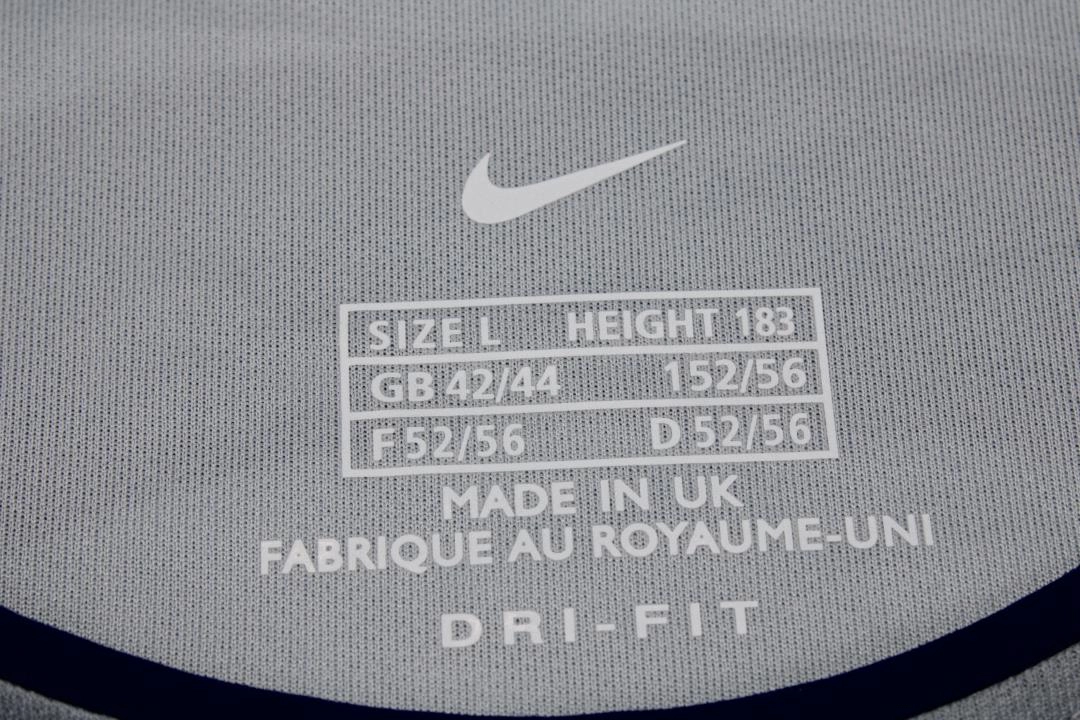 SIZE L HEIGHT 183
GB 42/44 152/56
F 52/56 D 52/56
MADE IN UK
FABRIQUE AU ROYAUME-UNI
DRI-FIT